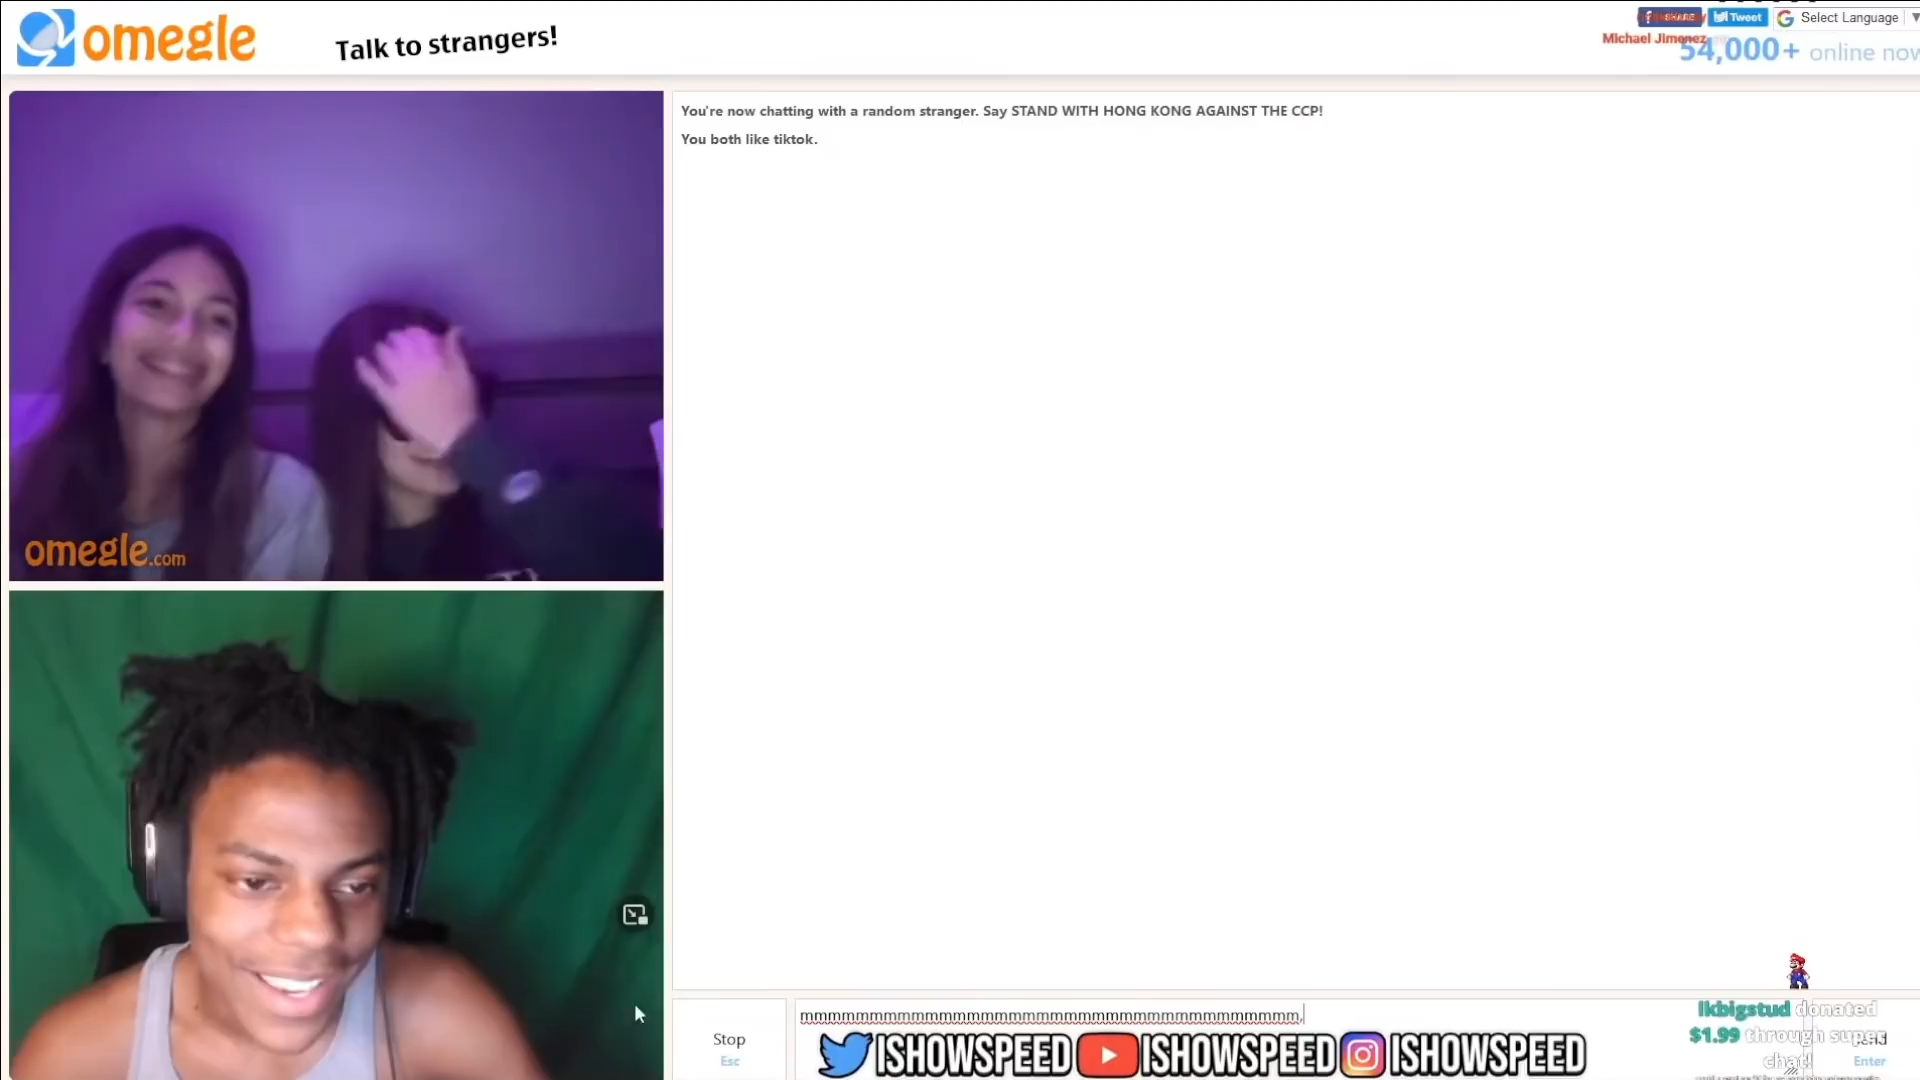 omegle
Talk to strangers!
SHARE
Tweet
Select Language
Michael Jimenez
54,000+ online now
You're now chatting with a random stranger. Say STAND WITH HONG KONG AGAINST THE CCP!
You both like tiktok.
omegle.com
Stop
Esc
mmmmmmmmmmmmmmmmmmmmmmmmmmmmmmmmmmmm,
ISHOWSPEED ISHOWSPEED ISHOWSPEED
lkbigstud donated
$1.99 through super
chat!
Enter